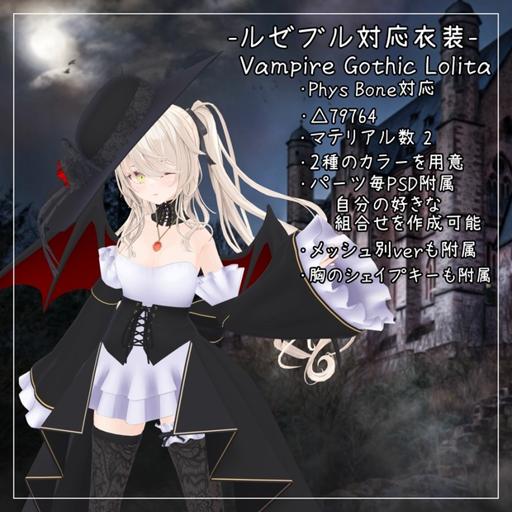 -ルゼブル対応衣装-
Vampire Gothic Lolita
・Phys Bone対応
・△79764
・マテリアル数 2
・2種のカラーを用意
・パーツ毎PSD附属
自分の好きな
組合せを作成可能
・メッシュ別verも附属
・胸のシェイプキーも附属